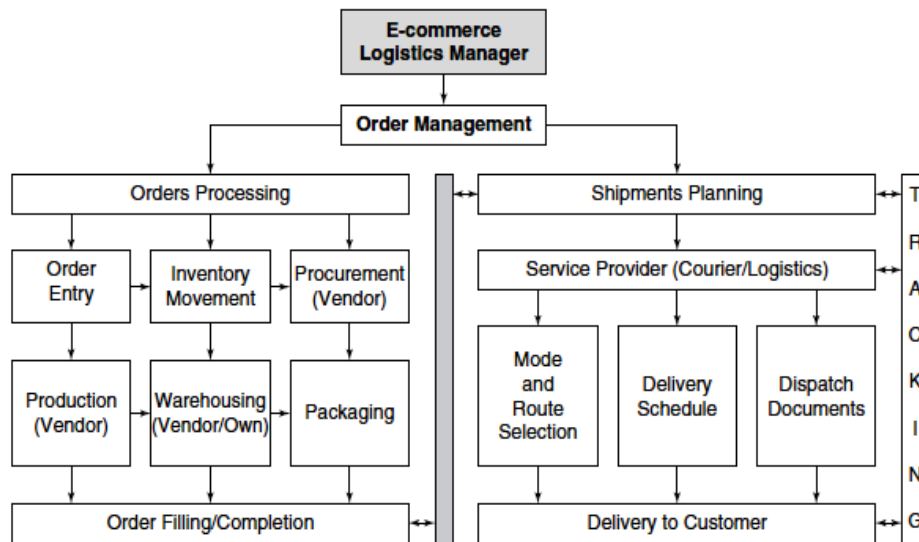 E-commerce
Logistics Manager
Order Management
Orders Processing
Shipments Planning
Order
Entry
Inventory
Movement
Procurement
(Vendor)
Service Provider (Courier/Logistics)
Production
(Vendor)
Warehousing
(Vendor/Own)
Packaging
Mode
and
Route
Selection
Delivery
Schedule
Dispatch
Documents
Order Filling/Completion
Delivery to Customer
T
R
A
C
K
I
N
G